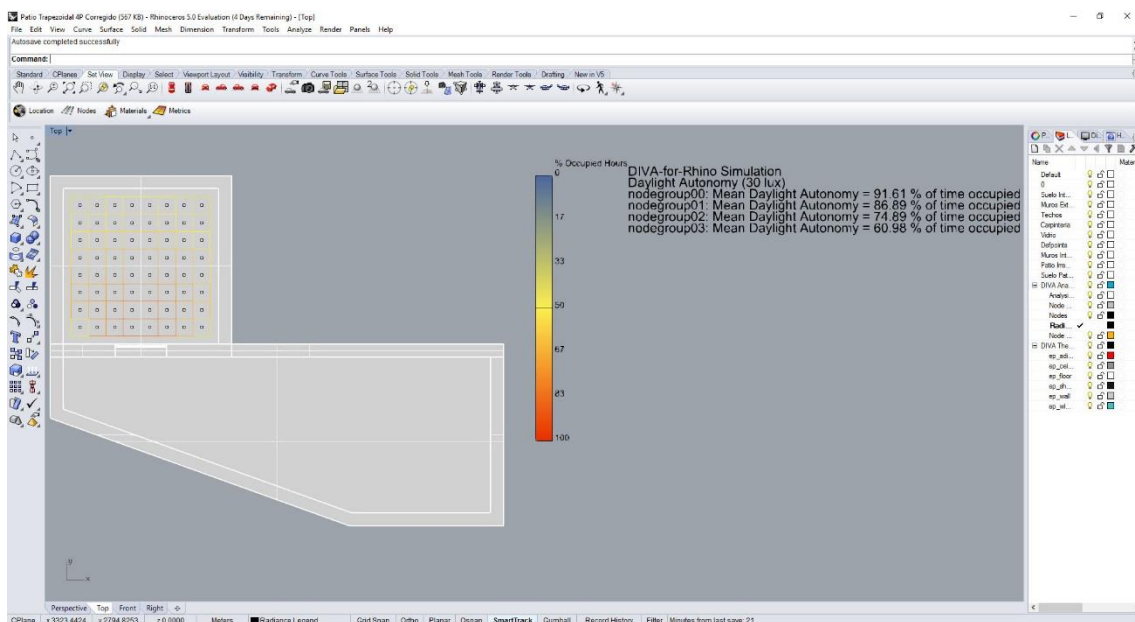 Patio Trapezoidal 4P Corregido (567 KB) - Rhinoceros 5.0 Evaluation (4 Days Remaining) - [Top]
File Edit View Curve Surface Solid Mesh Dimension Transform Tools Analyze Render Panels Help
Autosave completed successfully
Command:
Standard CPlanes Set View Display Select Viewport Layout Visibility Transform Curve Tools Surface Tools Solid Tools Mesh Tools Render Tools Drafting New in V5
Location Nodes Materials Metrics
Top
% Occupied Hours
0
17
33
50
67
83
100
DIVA-for-Rhino Simulation
Daylight Autonomy (30 lux)
nodegroup00: Mean Daylight Autonomy = 91.61 % of time occupied
nodegroup01: Mean Daylight Autonomy = 86.89 % of time occupied
nodegroup02: Mean Daylight Autonomy = 74.89 % of time occupied
nodegroup03: Mean Daylight Autonomy = 60.98 % of time occupied
P... L... Di... H...
Name Mater
Default
0
Suelo Int...
Muros Ext...
Techos
Carpinteria
Vidrio
Defpoints
Muros Int...
Patio Inte...
Suelo Pat...
DIVA Ana...
Analysi...
Node ...
Nodes
Radi...
Node ...
DIVA The...
ep_adi...
ep_cei...
ep_floor
ep_sh...
ep_wall
ep_wi...
y
x
Perspective Top Front Right
CPlane x 3323.4424 y 2794.8253 z 0.0000 Meters Radiance Legend Grid Snap Ortho Planar Osnap SmartTrack Gumball Record History Filter Minutes from last save: 21